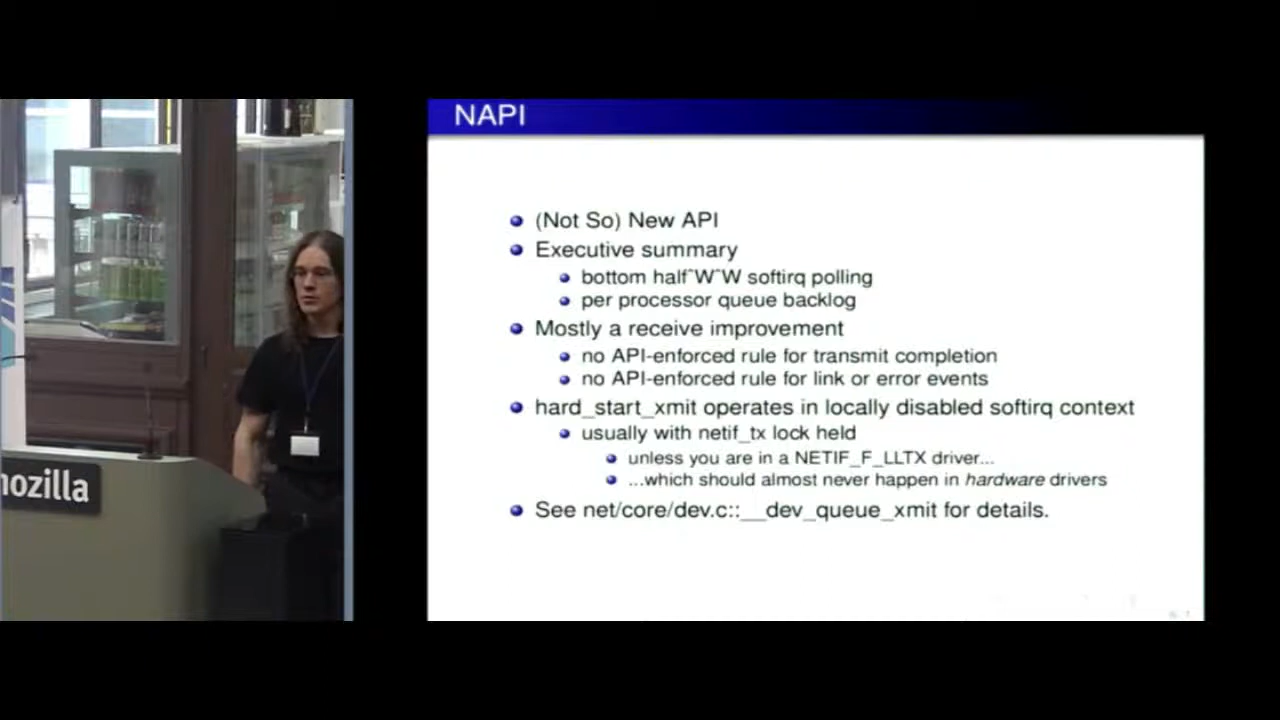 NAPI
(Not So) New API
Executive summary
bottom half^W^W softirq polling
per processor queue backlog
Mostly a receive improvement
no API-enforced rule for transmit completion
no API-enforced rule for link or error events
hard_start_xmit operates in locally disabled softirq context
usually with netif_tx lock held
unless you are in a NETIF_F_LLTX driver...
...which should almost never happen in hardware drivers
See net/core/dev.c::__dev_queue_xmit for details.
mozilla